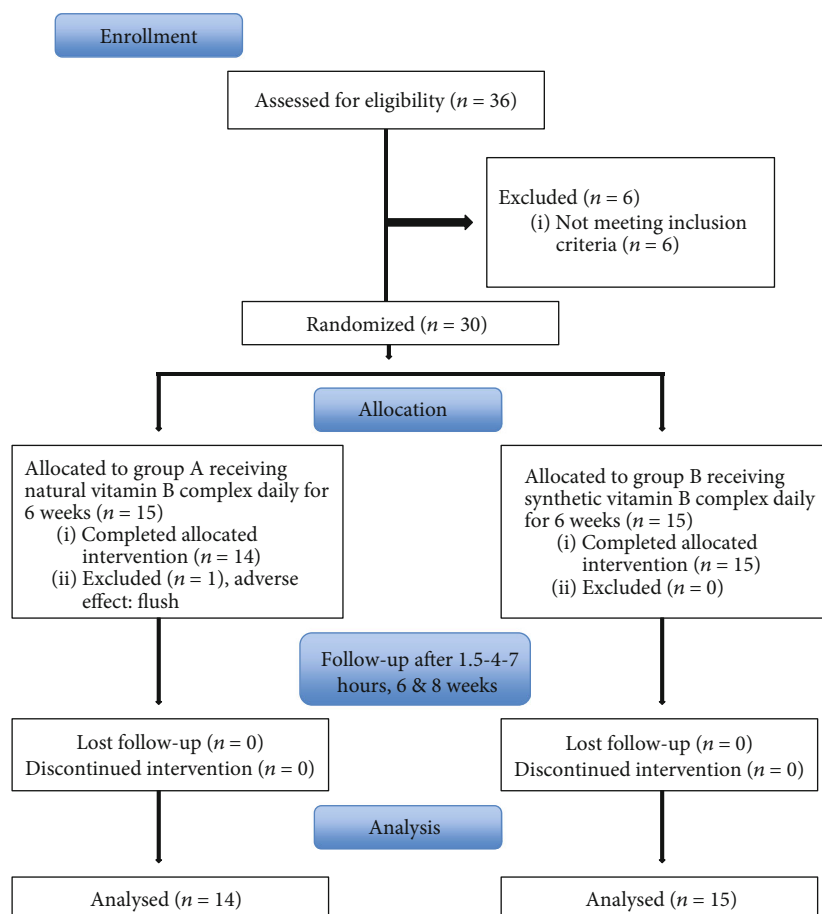 Enrollment
Assessed for eligibility (n = 36)
Excluded (n = 6)
(i) Not meeting inclusion
criteria (n = 6)
Randomized (n = 30)
Allocation
Allocated to group A receiving
natural vitamin B complex daily for
6 weeks (n = 15)
(i) Completed allocated
intervention (n = 14)
(ii) Excluded (n = 1), adverse
effect: flush
Allocated to group B receiving
synthetic vitamin B complex daily
for 6 weeks (n = 15)
(i) Completed allocated
intervention (n = 15)
(ii) Excluded (n = 0)
Follow-up after 1.5-4-7
hours, 6 & 8 weeks
Lost follow-up (n = 0)
Discontinued intervention (n = 0)
Lost follow-up (n = 0)
Discontinued intervention (n = 0)
Analysis
Analysed (n = 14)
Analysed (n = 15)